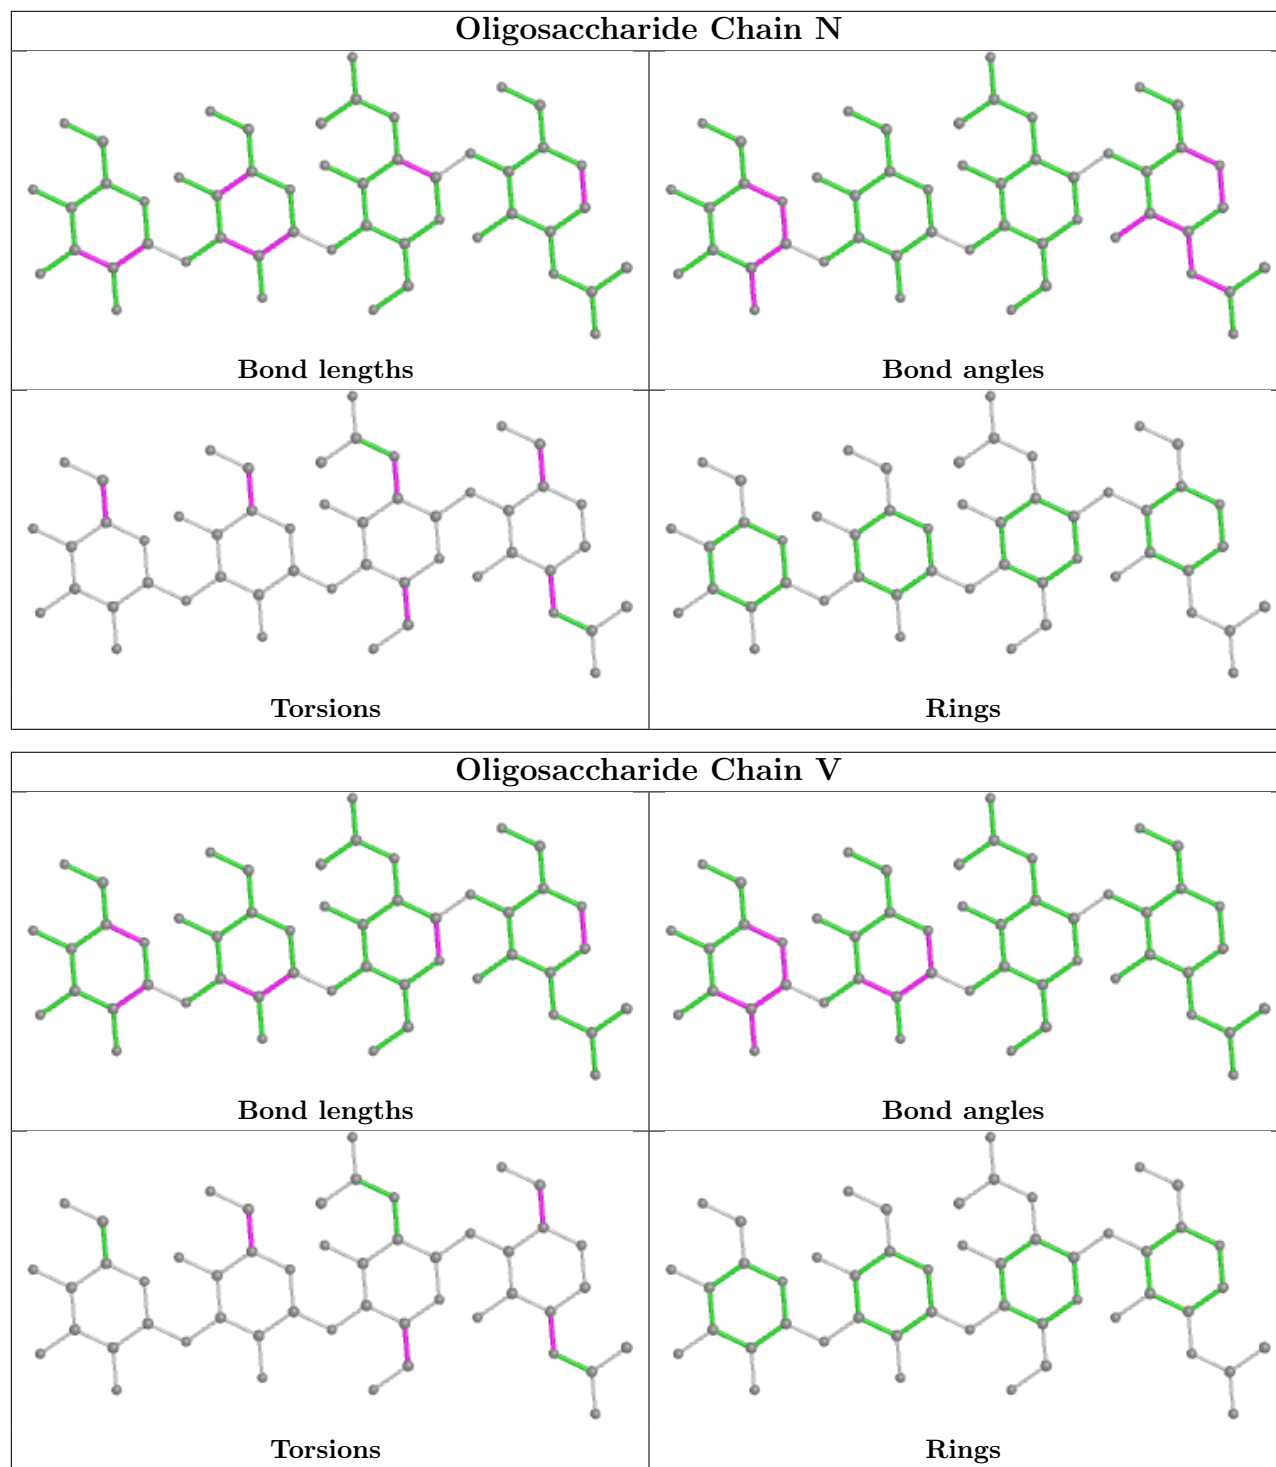 Oligosaccharide Chain N
Bond lengths
Bond angles
Torsions
Rings
Oligosaccharide Chain V
Bond lengths
Bond angles
Torsions
Rings